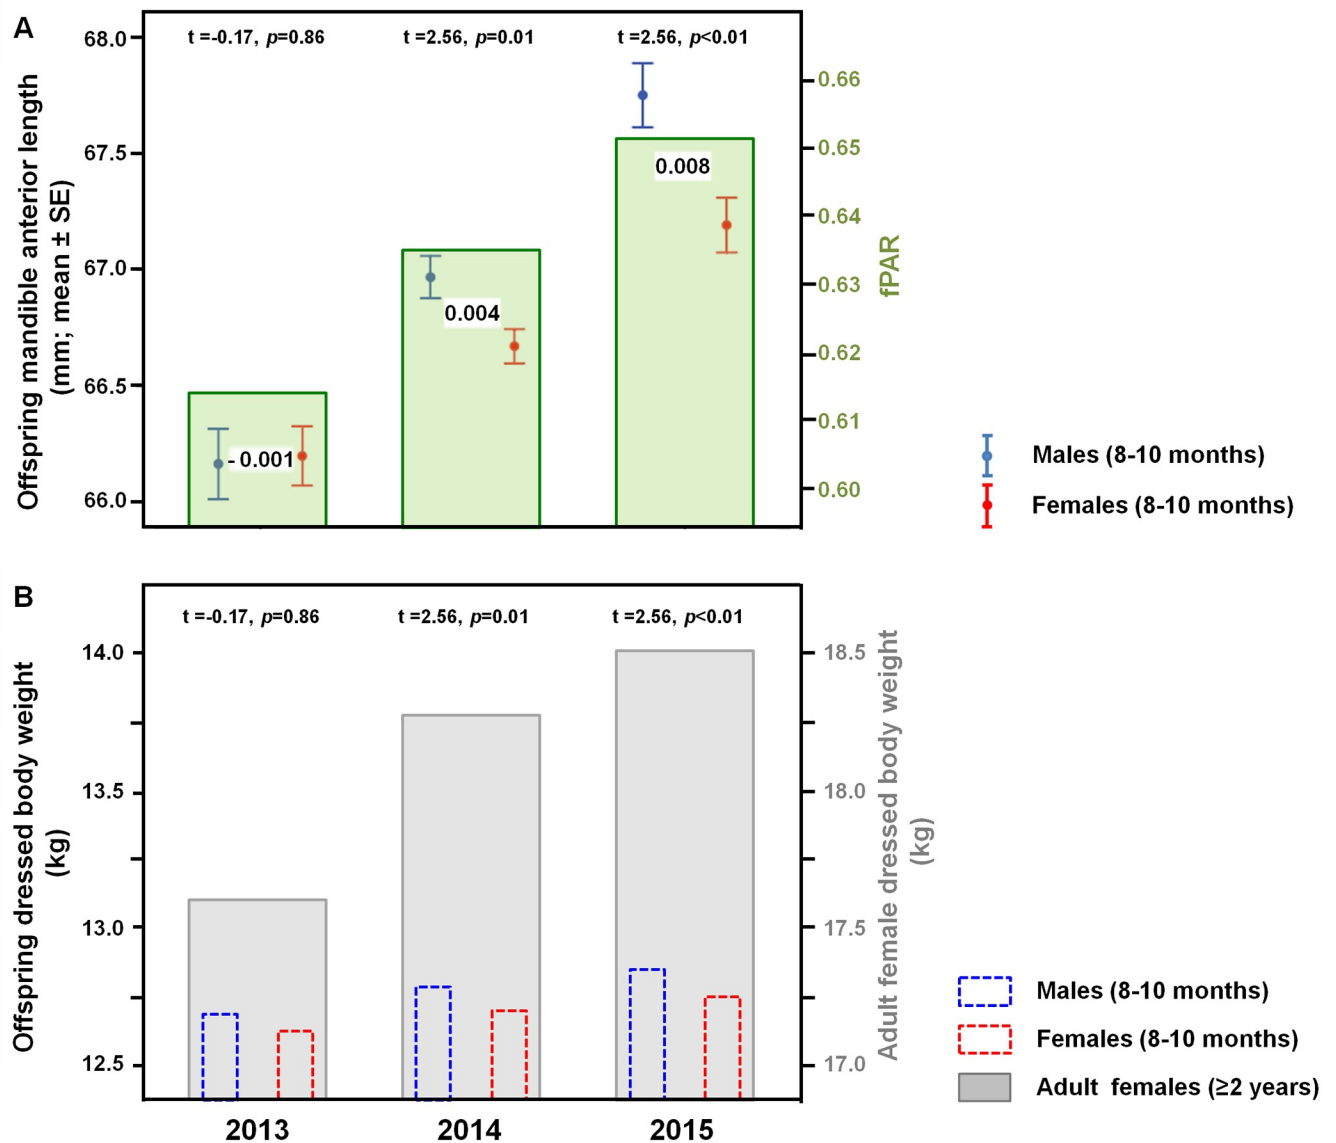 A
t =-0.17, p=0.86
t =2.56, p=0.01
t =2.56, p<0.01
Offspring mandible anterior length
(mm; mean ± SE)
68.0
67.5
67.0
66.5
66.0
0.66
0.65
0.64
0.63
0.62
0.61
0.60
fPAR
- 0.001
0.004
0.008
Males (8-10 months)
Females (8-10 months)
B
t =-0.17, p=0.86
t =2.56, p=0.01
t =2.56, p<0.01
Offspring dressed body weight
(kg)
14.0
13.5
13.0
12.5
18.5
18.0
17.5
17.0
Adult female dressed body weight
(kg)
Males (8-10 months)
Females (8-10 months)
Adult females (≥2 years)
2013
2014
2015